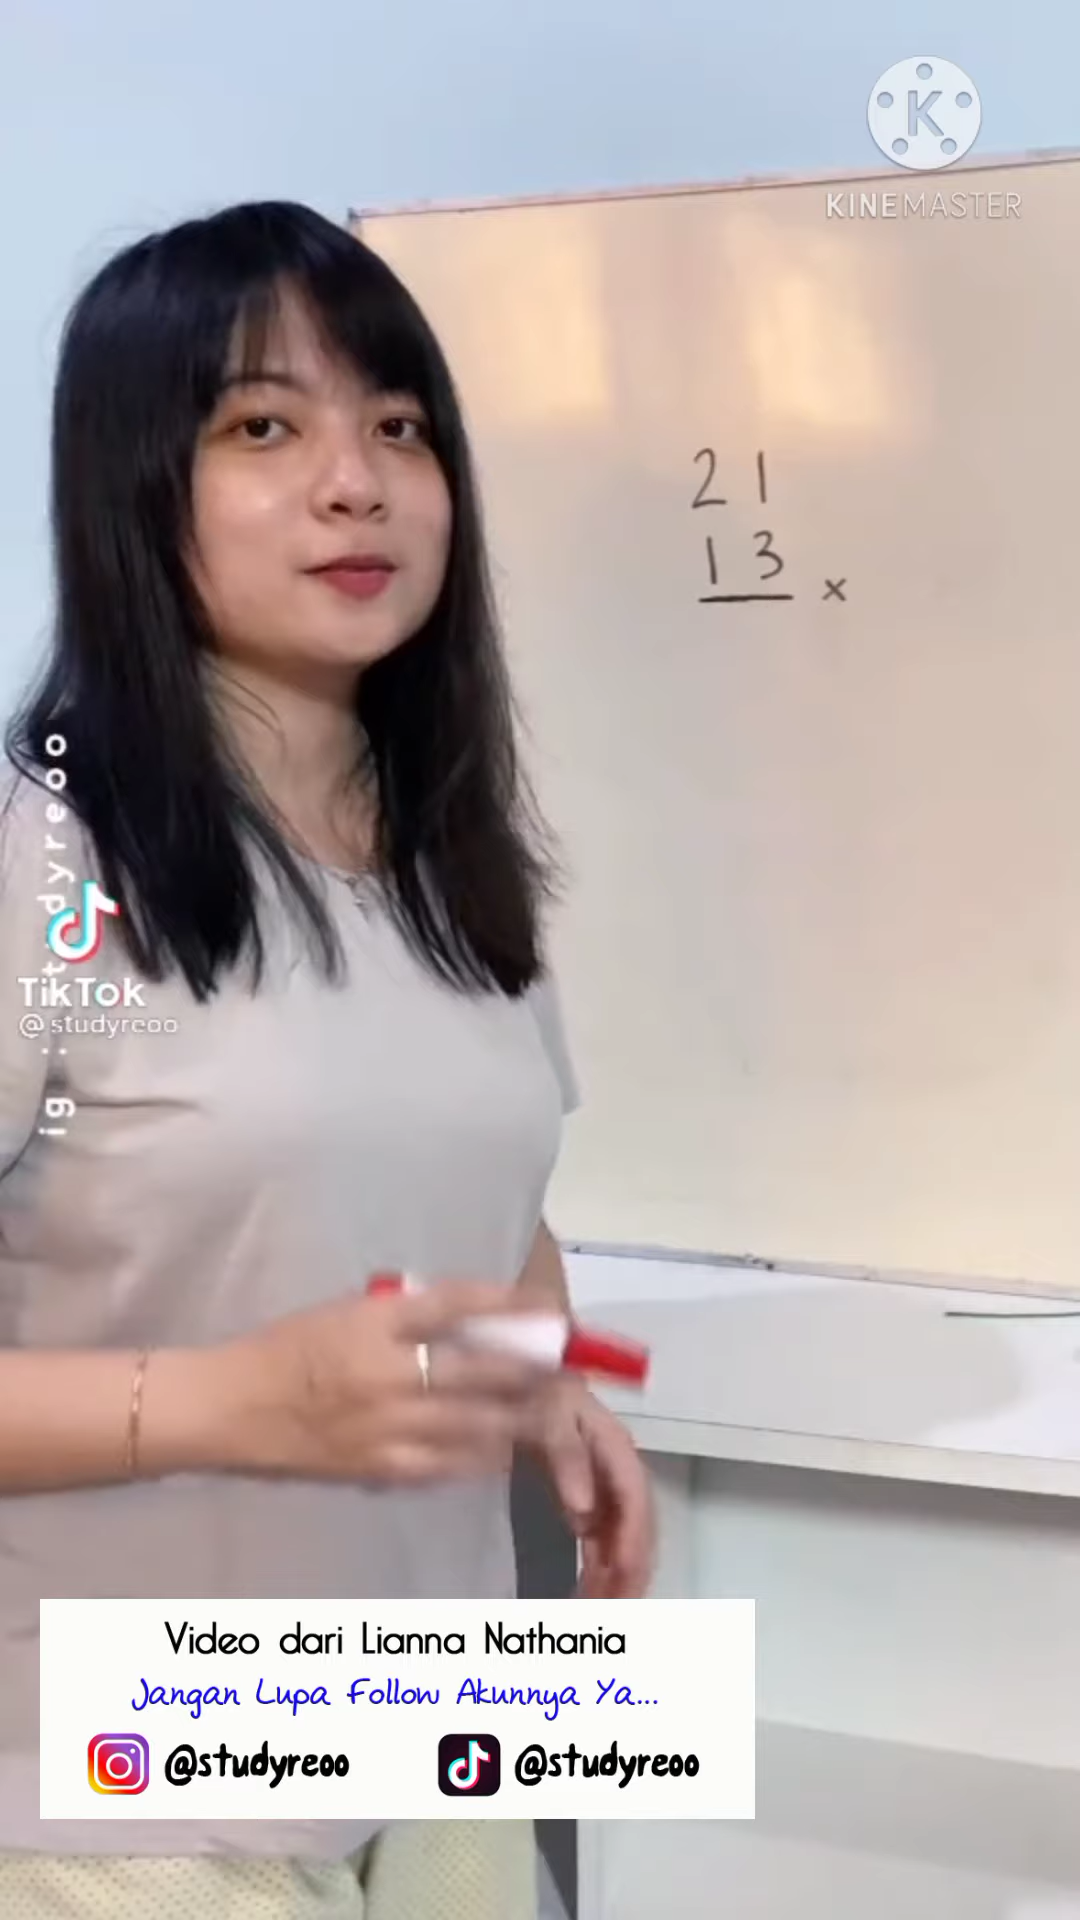 K
KINEMASTER
21
13 x
ig : studyreoo
TikTok
@studyreoo
Video dari Lianna Nathania
Jangan Lupa Follow Akunnya Ya...
@studyreoo @studyreoo